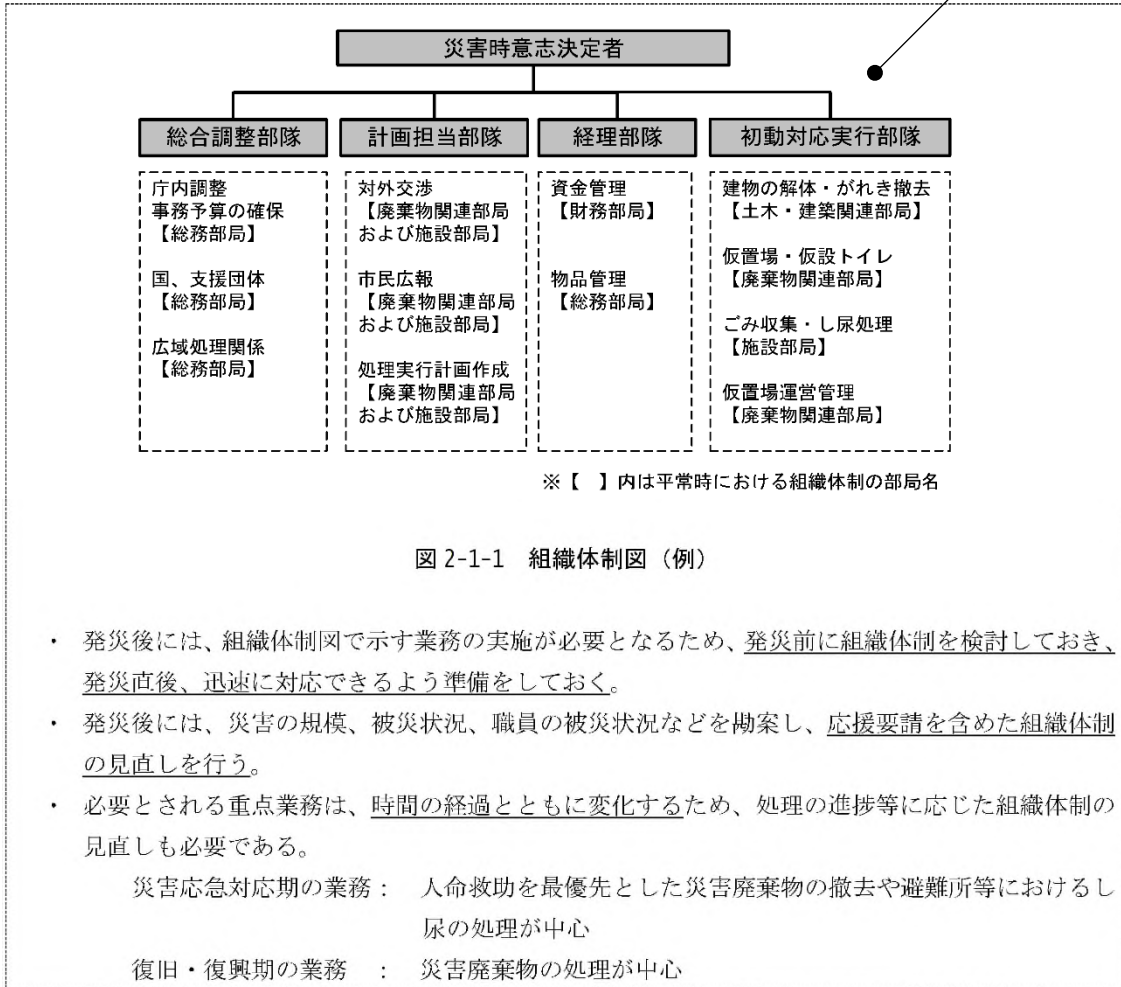 災害時意志決定者
総合調整部隊
庁内調整
事務予算の確保
【総務部局】
国、支援団体
【総務部局】
広域処理関係
【総務部局】
計画担当部隊
対外交渉
【廃棄物関連部局
および施設部局】
市民広報
【廃棄物関連部局
および施設部局】
処理実行計画作成
【廃棄物関連部局
および施設部局】
経理部隊
資金管理
【財務部局】
物品管理
【総務部局】
初動対応実行部隊
建物の解体・がれき撤去
【土木・建築関連部局】
仮置場・仮設トイレ
【廃棄物関連部局】
ごみ収集・し尿処理
【施設部局】
仮置場運営管理
【廃棄物関連部局】
※【　】内は平常時における組織体制の部局名
図 2-1-1　組織体制図（例）
・ 発災後には、組織体制図で示す業務の実施が必要となるため、発災前に組織体制を検討しておき、
発災直後、迅速に対応できるよう準備をしておく。
・ 発災後には、災害の規模、被災状況、職員の被災状況などを勘案し、応援要請を含めた組織体制
の見直しを行う。
・ 必要とされる重点業務は、時間の経過とともに変化するため、処理の進捗等に応じた組織体制の
見直しも必要である。
災害応急対応期の業務： 人命救助を最優先とした災害廃棄物の撤去や避難所等におけるし
尿の処理が中心
復旧・復興期の業務　： 災害廃棄物の処理が中心